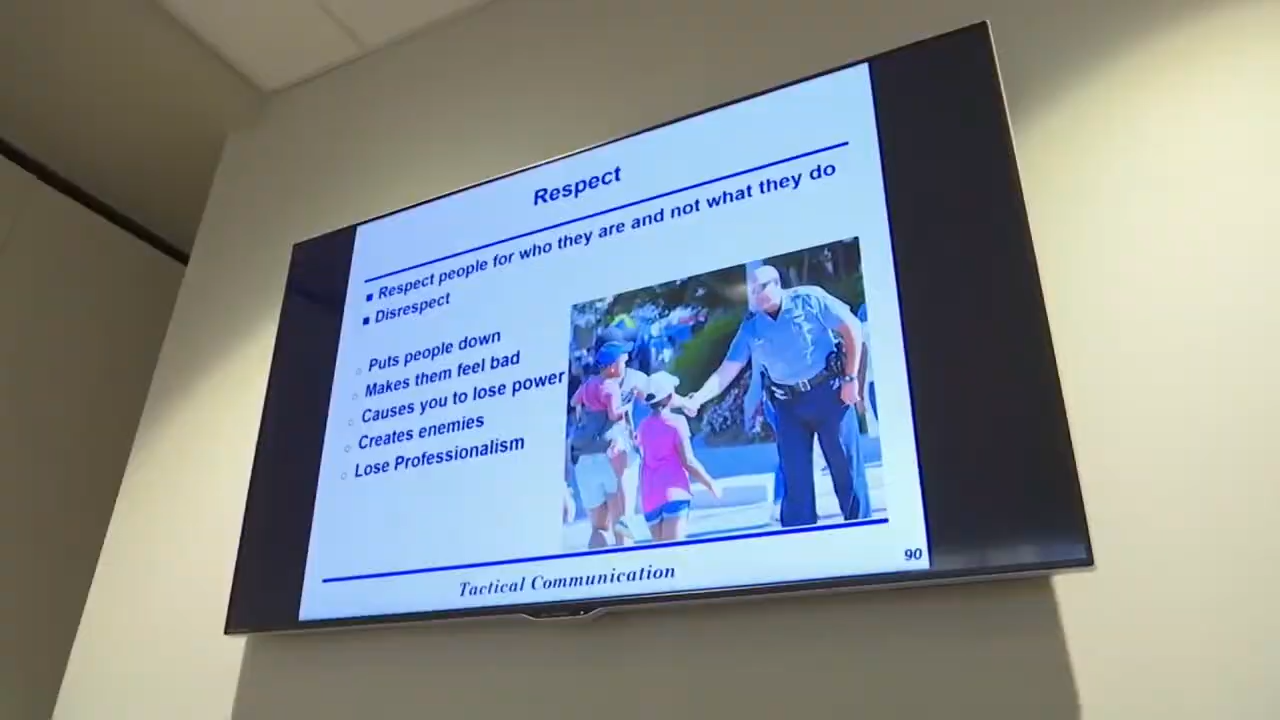 Respect
■ Respect people for who they are and not what they do
■ Disrespect
○ Puts people down
○ Makes them feel bad
○ Causes you to lose power
○ Creates enemies
○ Lose Professionalism
Tactical Communication
90